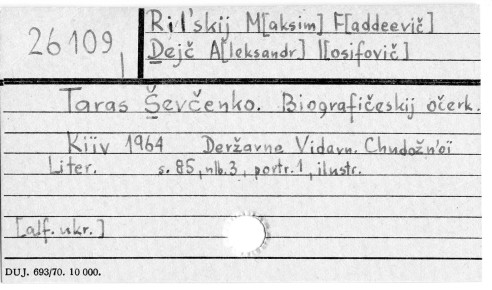 26109
Ril'skij M[aksim] F[addeevič]
Dejč A[leksandr] I[osifovič]
Taras Ševčenko. Biografičeskij očerk.
Kiïv 1964 Deržavne Vidavn. Chudožn'oï
Liter. s. 85, nlb. 3, portr. 1, ilustr.
[alf. ukr.]
DUJ. 693/70. 10 000.